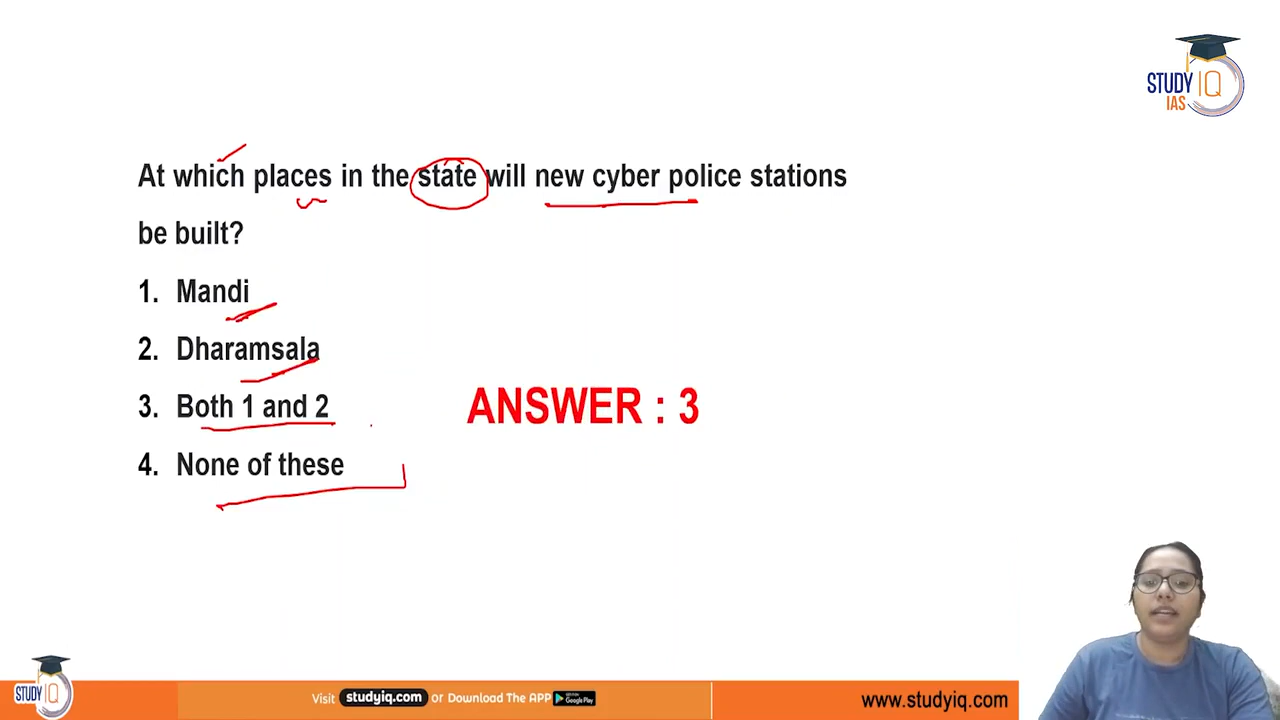 STUDY IQ
IAS
At which places in the state will new cyber police stations
be built?
1. Mandi
2. Dharamsala
3. Both 1 and 2
ANSWER : 3
4. None of these
STUDY IQ
Visit studyiq.com or Download The APP Google Play
www.studyiq.com